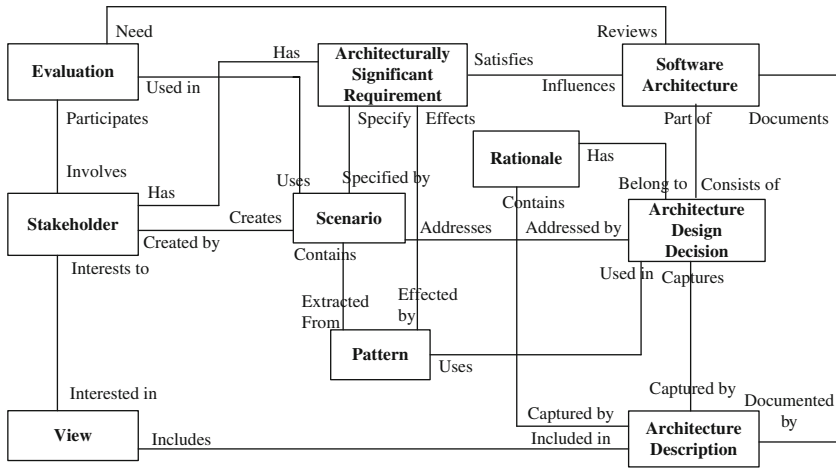 Need
Reviews
Evaluation
Has
Architecturally
Significant
Requirement
Satisfies
Influences
Software
Architecture
Used in
Participates
Specify
Effects
Part of
Documents
Rationale
Has
Involves
Has
Uses
Specified by
Contains
Belong to
Consists of
Stakeholder
Creates
Created by
Scenario
Addresses
Addressed by
Architecture
Design
Decision
Interests to
Contains
Used in
Captures
Extracted
From
Effected
by
Pattern
Uses
Interested in
Captured by
Documented
by
View
Includes
Captured by
Included in
Architecture
Description